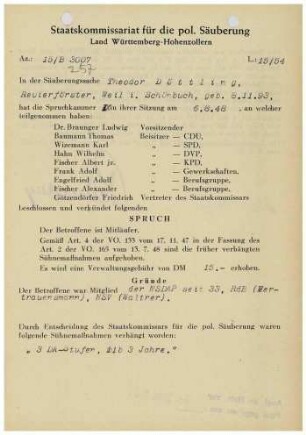 Staatskommissariat für die pol. Säuberung
Land Württemberg-Hohenzollern
Az.: 15/B 3007 L: 15/54
257
In der Säuberungssache Theodor D ö t t l i n g,
Revierförster, Weil i. Schönbuch, geb. 8.11.93,
hat die Spruchkammer in ihrer Sitzung am 6.8.48, an welcher
teilgenommen haben:
Dr. Braunger Ludwig Vorsitzender
Baumann Thomas Beisitzer — CDU,
Wizemann Karl „ — SPD,
Hahn Wilhelm „ — DVP,
Fischer Albert jr. „ — KPD,
Frank Adolf „ — Gewerkschaften,
Engelfried Adolf „ — Berufsgruppe,
Fischer Alexander „ — Berufsgruppe,
Götzendörfer Friedrich Vertreter des Staatskommissars
beschlossen und verkündet folgenden
SPRUCH
Der Betroffene ist Mitläufer.
Gemäß Art. 4 der VO. 133 vom 17. 11. 47 in der Fassung des
Art. 2 der VO. 165 vom 13. 7. 48 sind die früher verhängten
Sühnemaßnahmen aufgehoben.
Es wird eine Verwaltungsgebühr von DM 15.- erhoben.
Gründe
Der Betroffene war Mitglied der NSDAP seit 33, RDB (Ver-
trauensmann), NSV (Walter).
Durch Entscheidung des Staatskommissars für die pol. Säuberung waren
folgende Sühnemaßnahmen verhängt worden:
„ 3 DA-Stufen, 3 Jahre. "